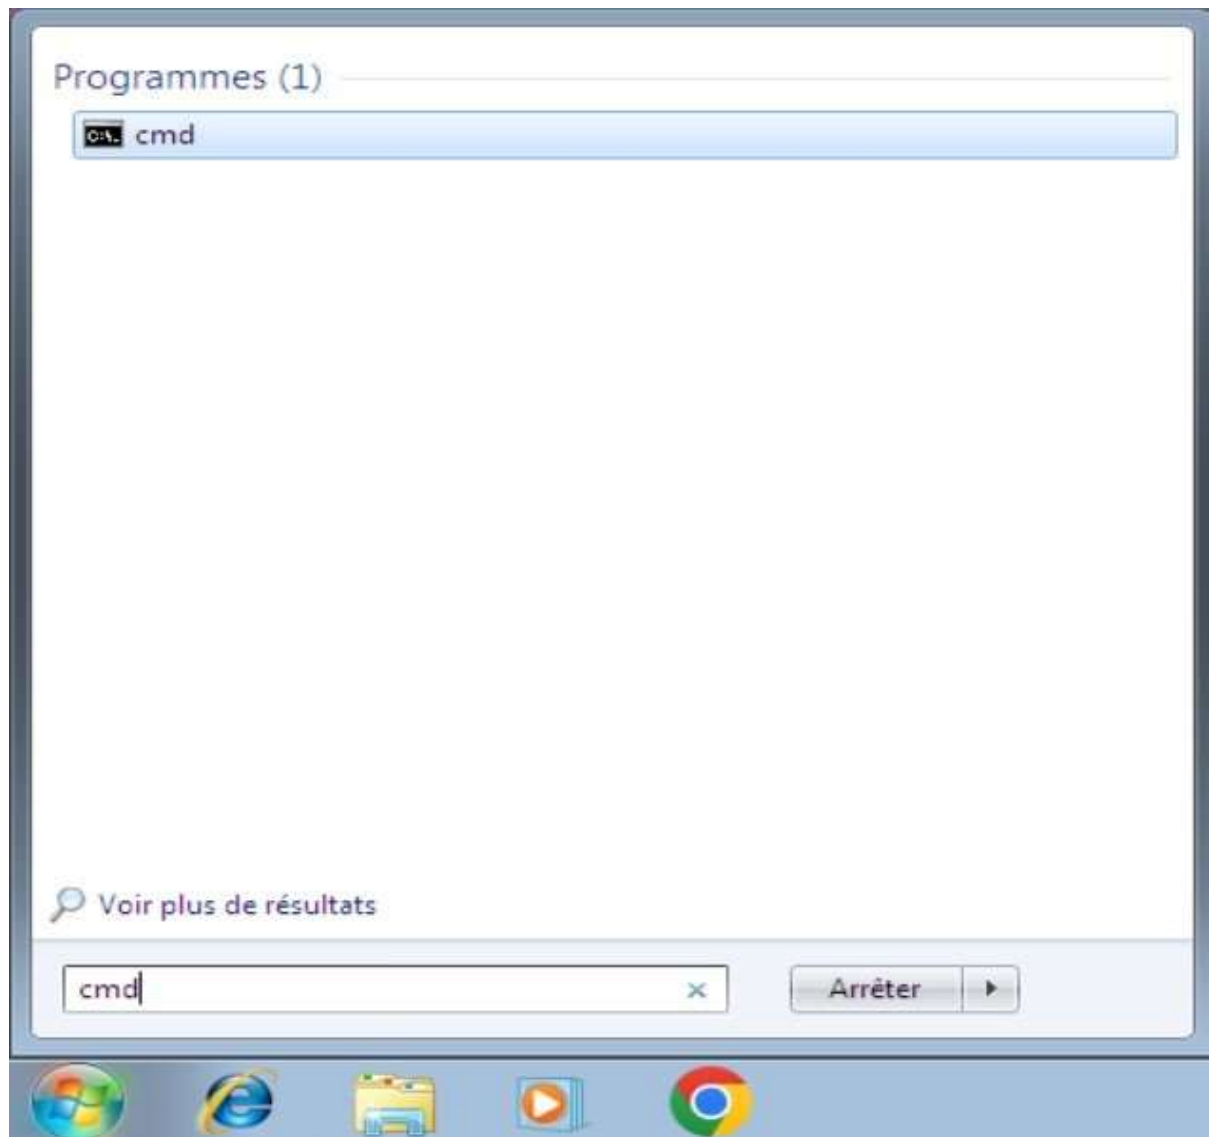 Programmes (1)
C:\. cmd
Voir plus de résultats
cmd
Arrêter